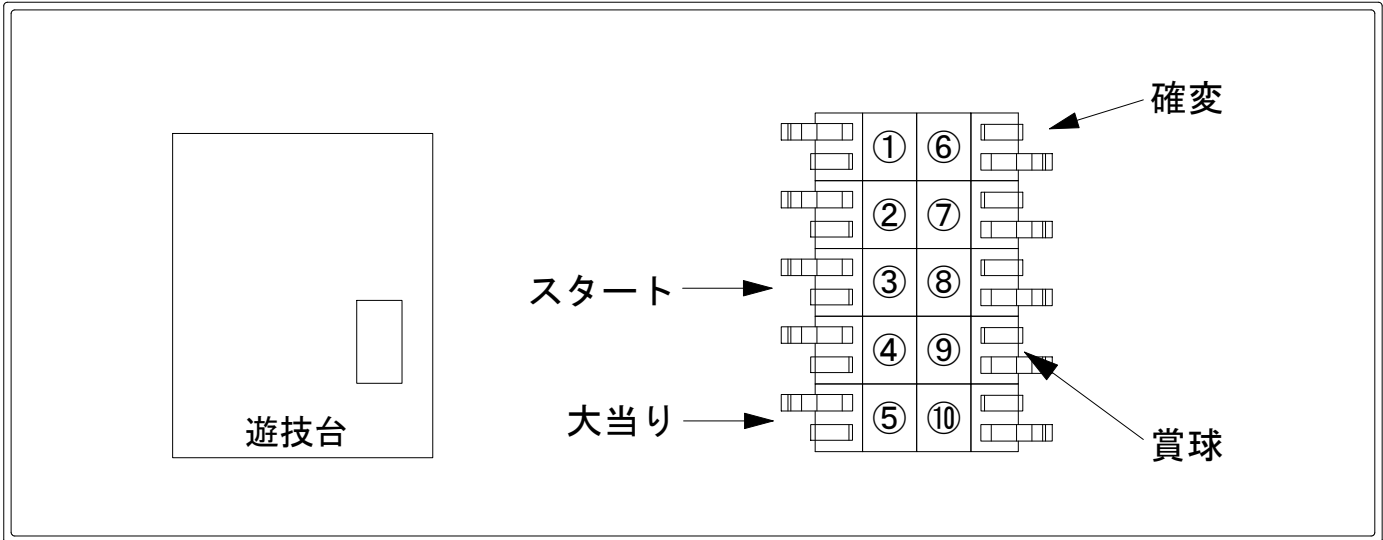 確変
① ⑥
② ⑦
スタート ③ ⑧
④ ⑨
大当り ⑤ ⑩
遊技台
賞球